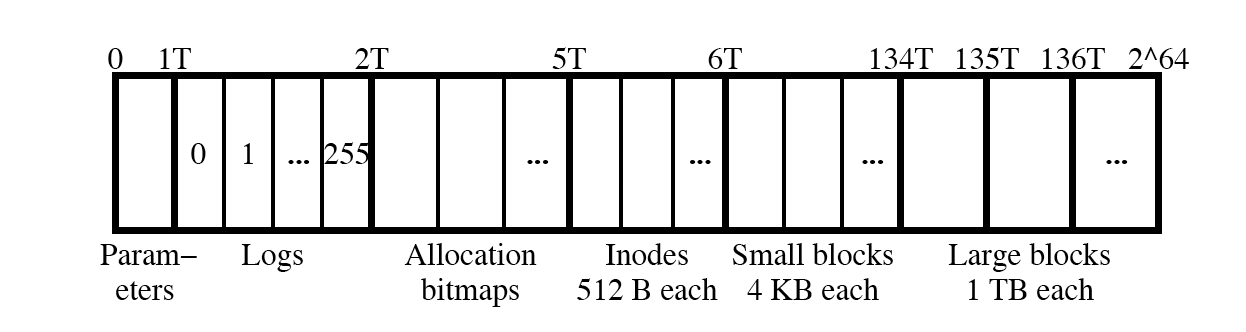 0 1T 2T 5T 6T 134T 135T 136T 2^64
0 1 ... 255 ... ... ... ...
Param– Logs Allocation Inodes Small blocks Large blocks
eters bitmaps 512 B each 4 KB each 1 TB each